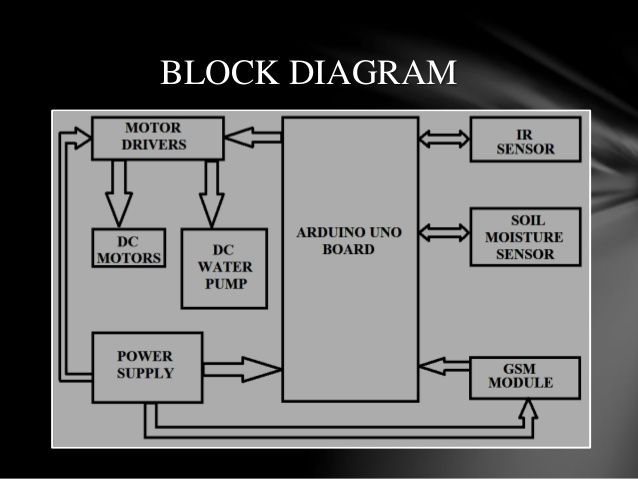 BLOCK DIAGRAM
MOTOR
DRIVERS
IR
SENSOR
ARDUINO UNO
BOARD
SOIL
MOISTURE
SENSOR
DC
MOTORS
DC
WATER
PUMP
POWER
SUPPLY
GSM
MODULE